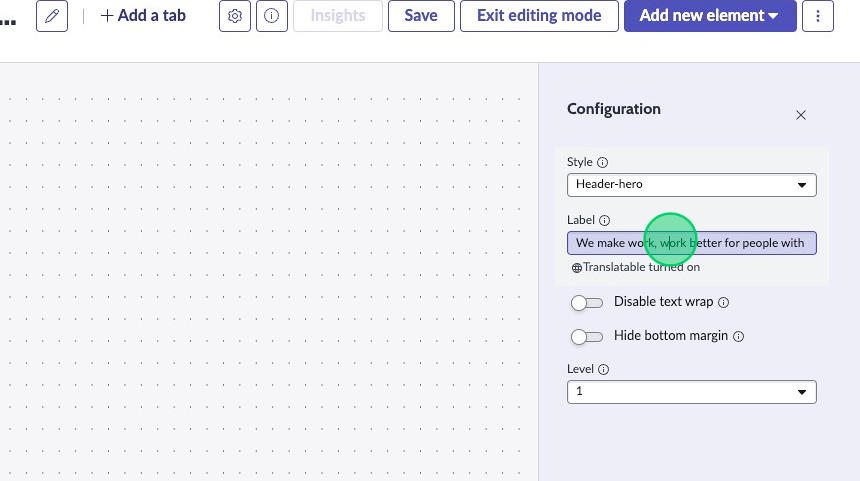 ...
+ Add a tab
Insights
Save
Exit editing mode
Add new element
Configuration
Style
Header-hero
Label
We make work, work better for people with
Translatable turned on
Disable text wrap
Hide bottom margin
Level
1